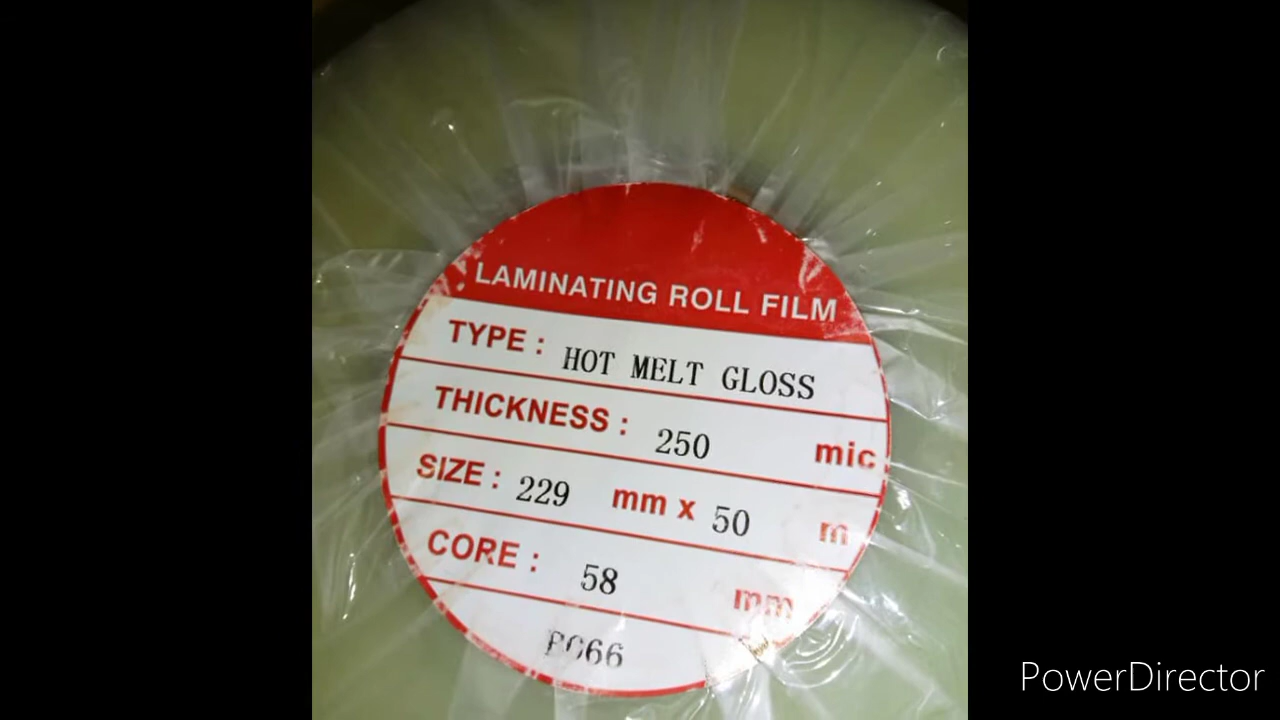 LAMINATING ROLL FILM
TYPE : HOT MELT GLOSS
THICKNESS : 250 mic
SIZE : 229 mm x 50 m
CORE : 58 mm
PowerDirector